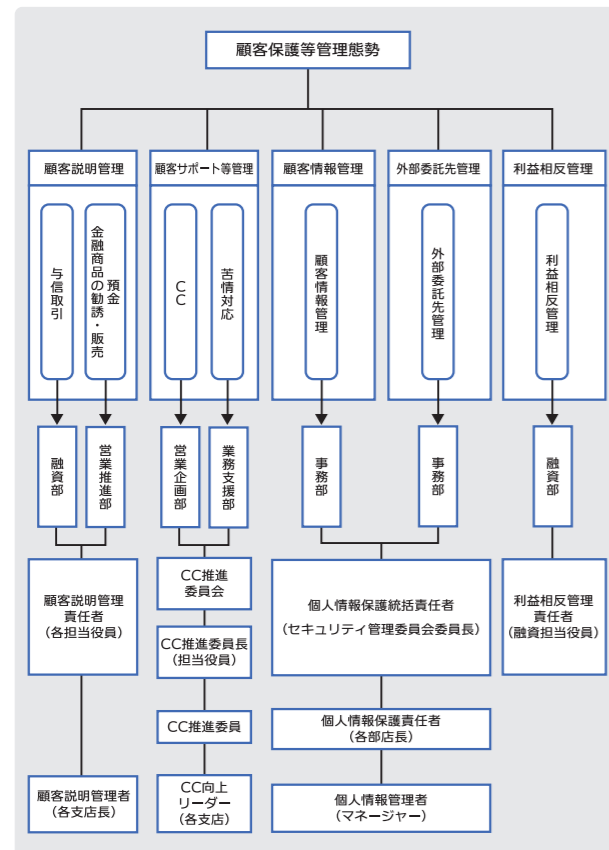 顧客保護等管理態勢
顧客説明管理
顧客サポート等管理
顧客情報管理
外部委託先管理
利益相反管理
与信取引
預金
金融商品の勧誘・販売
CC
苦情対応
顧客情報管理
外部委託先管理
利益相反管理
融資部
営業推進部
営業企画部
業務支援部
事務部
事務部
融資部
顧客説明管理
責任者
(各担当役員)
CC推進
委員会
CC推進委員長
(担当役員)
CC推進委員
CC向上
リーダー
(各支店)
個人情報保護統括責任者
(セキュリティ管理委員会委員長)
利益相反管理
責任者
(融資担当役員)
個人情報保護責任者
(各部店長)
顧客説明管理者
(各支店長)
個人情報管理者
(マネージャー)